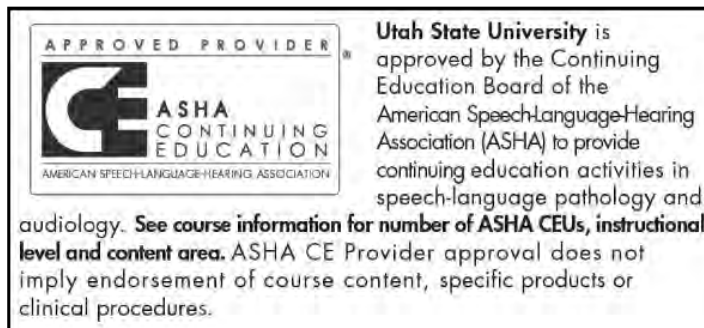 APPROVED PROVIDER ®
CE
ASHA
CONTINUING
EDUCATION
AMERICAN SPEECH-LANGUAGE-HEARING ASSOCIATION
Utah State University is
approved by the Continuing
Education Board of the
American Speech-Language-Hearing
Association (ASHA) to provide
continuing education activities in
speech-language pathology and
audiology. See course information for number of ASHA CEUs, instructional
level and content area. ASHA CE Provider approval does not
imply endorsement of course content, specific products or
clinical procedures.